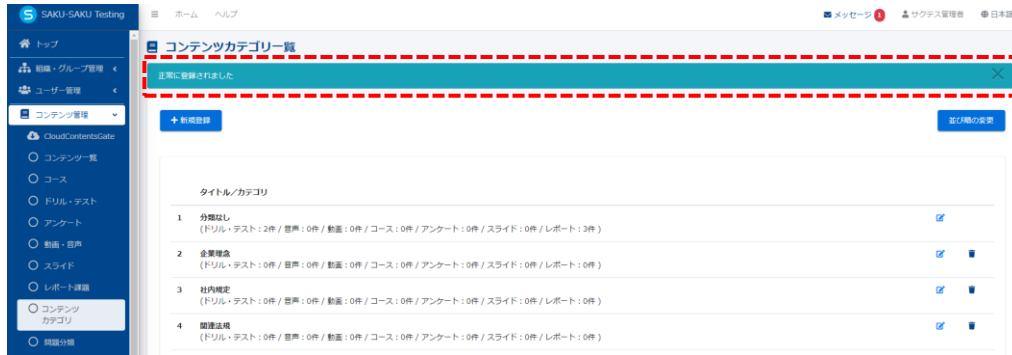 S SAKU-SAKU Testing
ホーム ヘルプ
メッセージ 1 サクテス管理者 日本語
トップ
組織・グループ管理
ユーザー管理
コンテンツ管理
CloudContentsGate
コンテンツ一覧
コース
ドリル・テスト
アンケート
動画・音声
スライド
レポート課題
コンテンツ
カテゴリ
問題分類
コンテンツカテゴリ一覧
正常に登録されました
+ 新規登録
並び順の変更
タイトル/カテゴリ
1 分類なし
(ドリル・テスト:2件 / 音声:0件 / 動画:0件 / コース:0件 / アンケート:0件 / スライド:0件 / レポート:3件 )
2 企業理念
(ドリル・テスト:0件 / 音声:0件 / 動画:0件 / コース:0件 / アンケート:0件 / スライド:0件 / レポート:0件 )
3 社内規定
(ドリル・テスト:0件 / 音声:0件 / 動画:0件 / コース:0件 / アンケート:0件 / スライド:0件 / レポート:0件 )
4 関連法規
(ドリル・テスト:0件 / 音声:0件 / 動画:0件 / コース:0件 / アンケート:0件 / スライド:0件 / レポート:0件 )